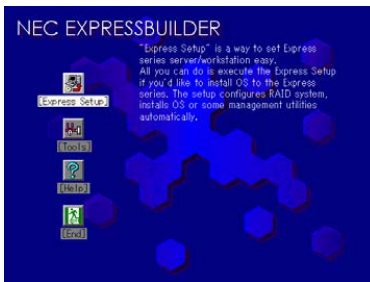 NEC EXPRESSBUILDER
"Express Setup" is a way to set Express
series server/workstation easy.
All you can do is execute the Express Setup
if you'd like to install OS to the Express
series. The setup configures RAID system,
installs OS or some management utilities
automatically.
[Express Setup]
[Tools]
[Help]
[End]